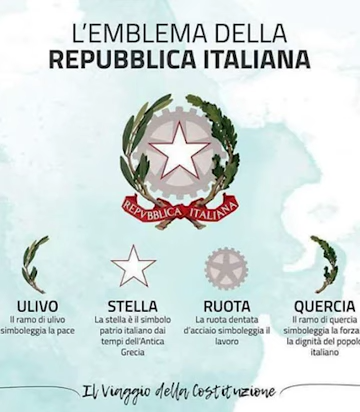 L'EMBLEMA DELLA
REPUBBLICA ITALIANA
REPVBBLICA ITALIANA
ULIVO
Il ramo di ulivo
simboleggia la pace
STELLA
La stella è il simbolo
patrio italiano dai
tempi dell'Antica
Grecia
RUOTA
La ruota dentata
d'acciaio simboleggia il
lavoro
QUERCIA
Il ramo di quercia
simboleggia la forza
la dignità del popol
italiano
Il Viaggio della Costituzione